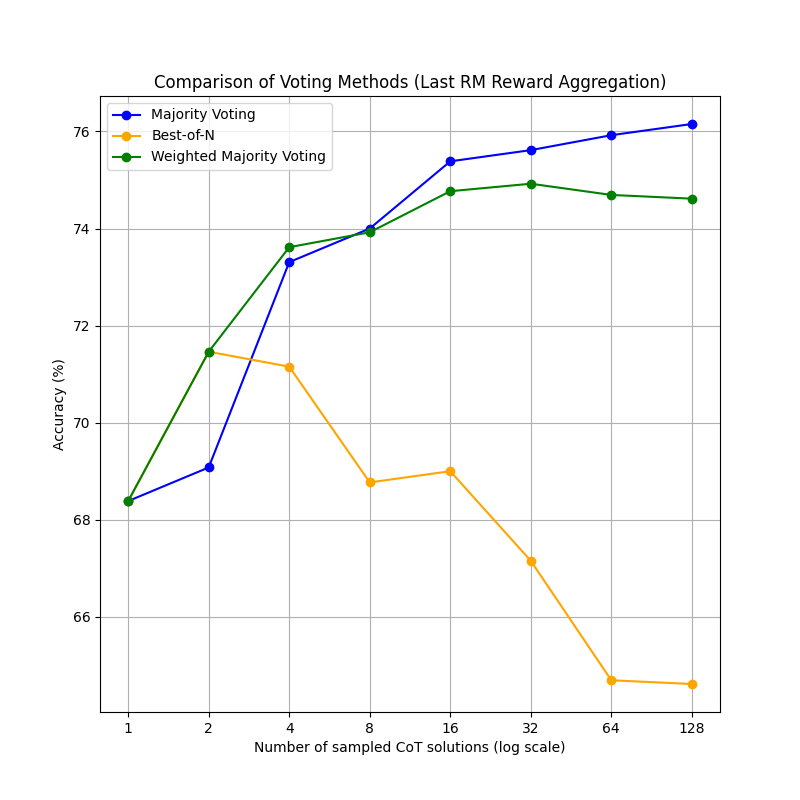 Comparison of Voting Methods (Last RM Reward Aggregation)
Majority Voting
Best-of-N
Weighted Majority Voting
76
74
72
70
68
66
Accuracy (%)
1 2 4 8 16 32 64 128
Number of sampled CoT solutions (log scale)